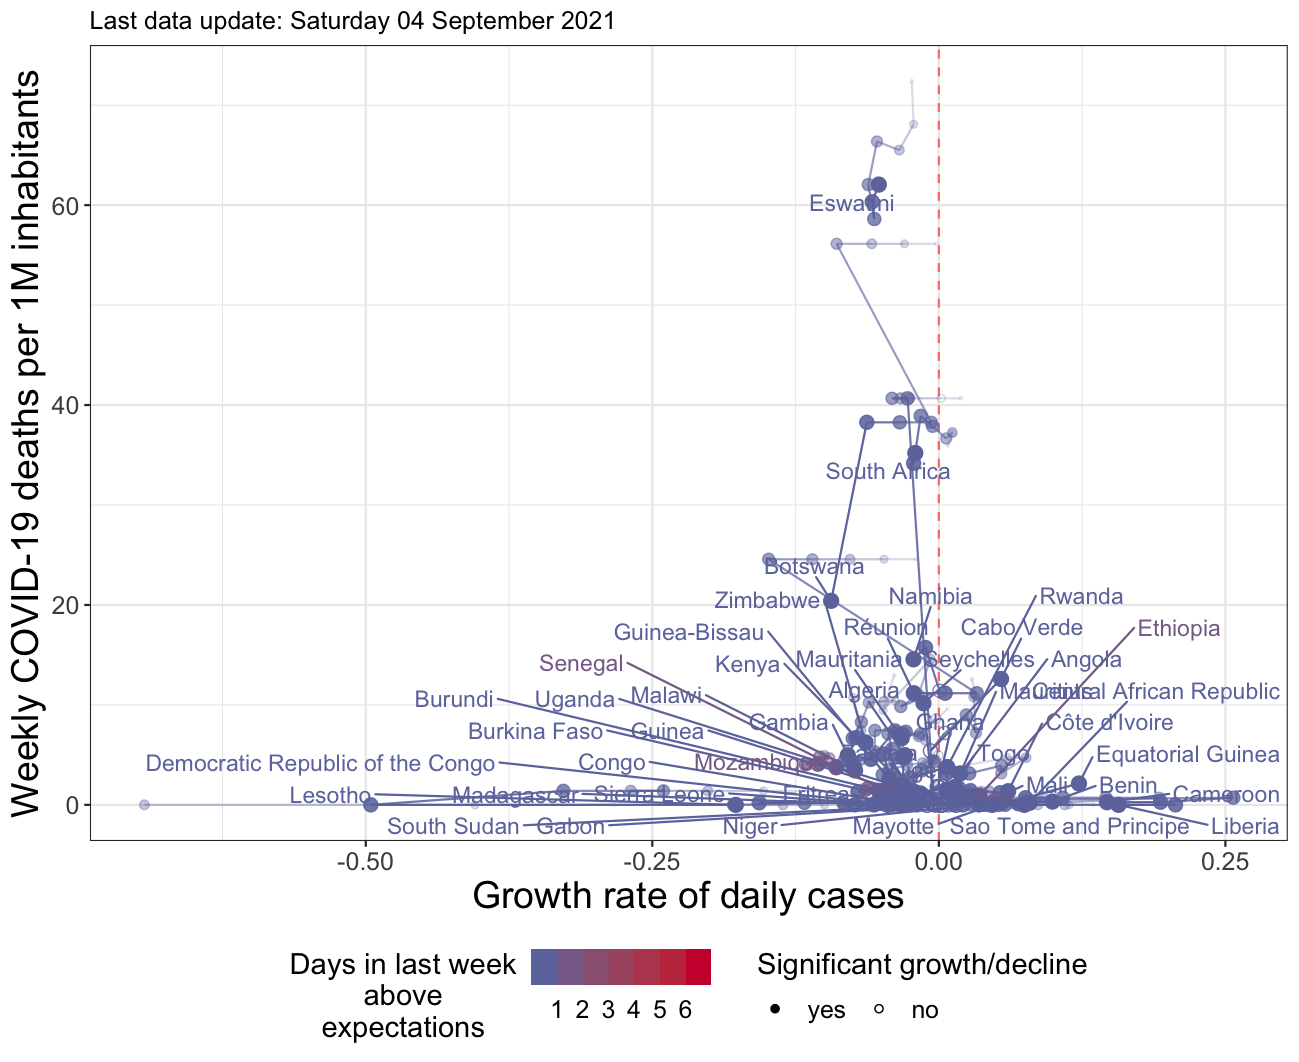 Last data update: Saturday 04 September 2021
Weekly COVID-19 deaths per 1M inhabitants
60
40
20
0
Eswatini
South Africa
Botswana
Zimbabwe
Namibia
Rwanda
Guinea-Bissau
Réunion
Cabo Verde
Ethiopia
Senegal
Kenya
Mauritania
Seychelles
Angola
Burundi
Uganda
Malawi
Algeria
Mauritius
Central African Republic
Burkina Faso
Guinea
Gambia
Ghana
Côte d'Ivoire
Democratic Republic of the Congo
Congo
Mozambique
Togo
Equatorial Guinea
Lesotho
Madagascar
Sierra Leone
Eritrea
Mali
Benin
Cameroon
South Sudan
Gabon
Niger
Mayotte
Sao Tome and Principe
Liberia
-0.50
-0.25
0.00
0.25
Growth rate of daily cases
Days in last week
above
expectations
1 2 3 4 5 6
Significant growth/decline
yes
no